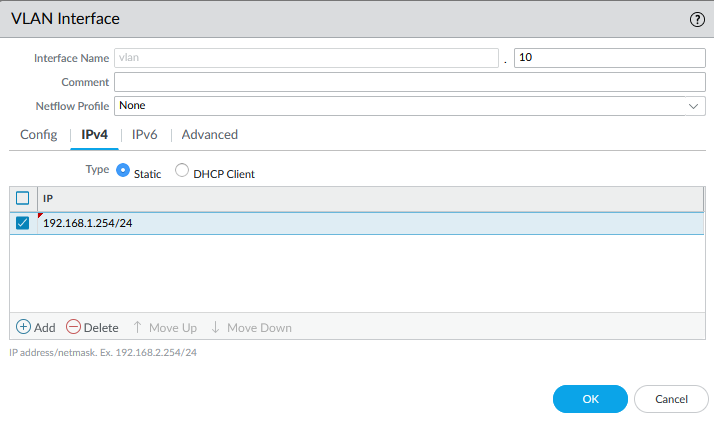 VLAN Interface
Interface Name vlan . 10
Comment
Netflow Profile None
Config IPv4 IPv6 Advanced
Type Static DHCP Client
IP
192.168.1.254/24
Add Delete Move Up Move Down
IP address/netmask. Ex. 192.168.2.254/24
OK Cancel